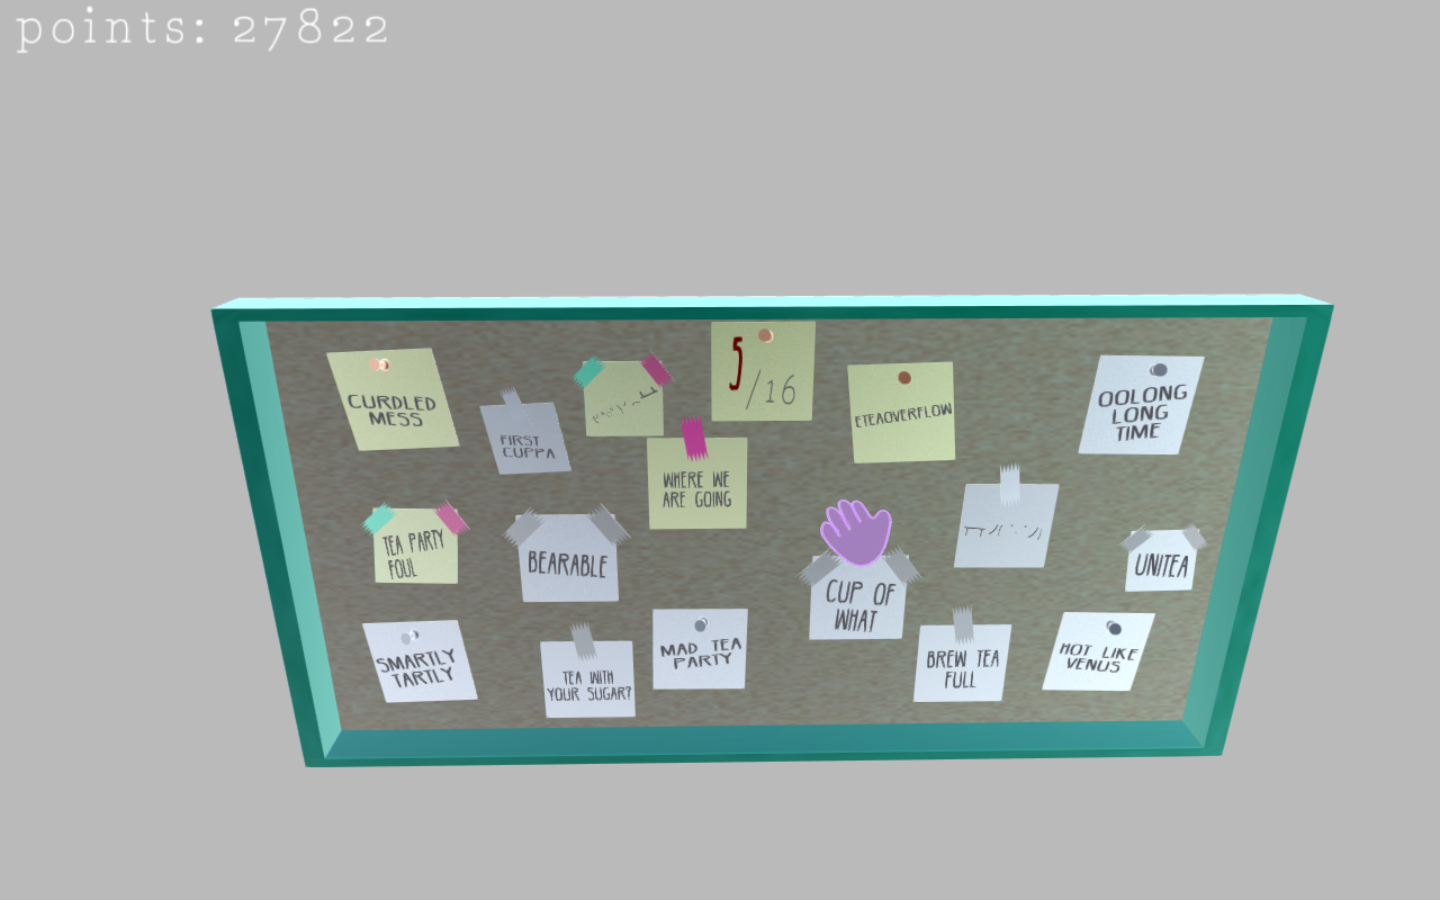 points: 27822
5/16
CURDLED
MESS
FIRST
CUPPA
WHERE WE
ARE GOING
ETEAOVERFLOW
OOLONG
LONG
TIME
TEA PARTY
FOUL
BEARABLE
CUP OF
WHAT
UNITEA
SMARTLY
TARTLY
TEA WITH
YOUR SUGAR?
MAD TEA
PARTY
BREW TEA
FULL
HOT LIKE
VENUS